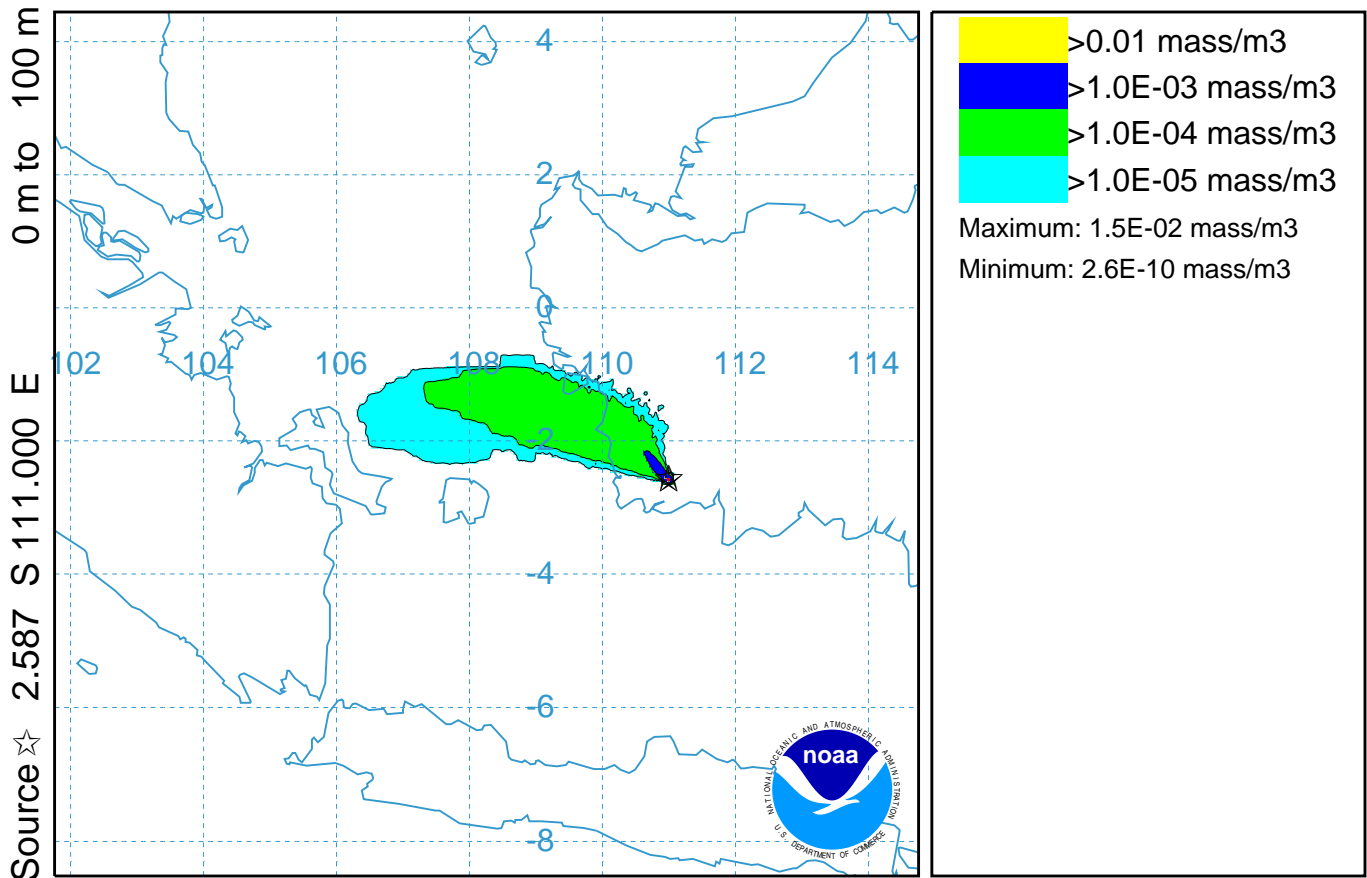 Source ☆ 2.587 S 111.000 E 0 m to 100 m
4
2
0
102 104 106 108 110 112 114
-2
-4
-6
-8
>0.01 mass/m3
>1.0E-03 mass/m3
>1.0E-04 mass/m3
>1.0E-05 mass/m3
Maximum: 1.5E-02 mass/m3
Minimum: 2.6E-10 mass/m3
NATIONAL OCEANIC AND ATMOSPHERIC ADMINISTRATION
noaa
U.S. DEPARTMENT OF COMMERCE